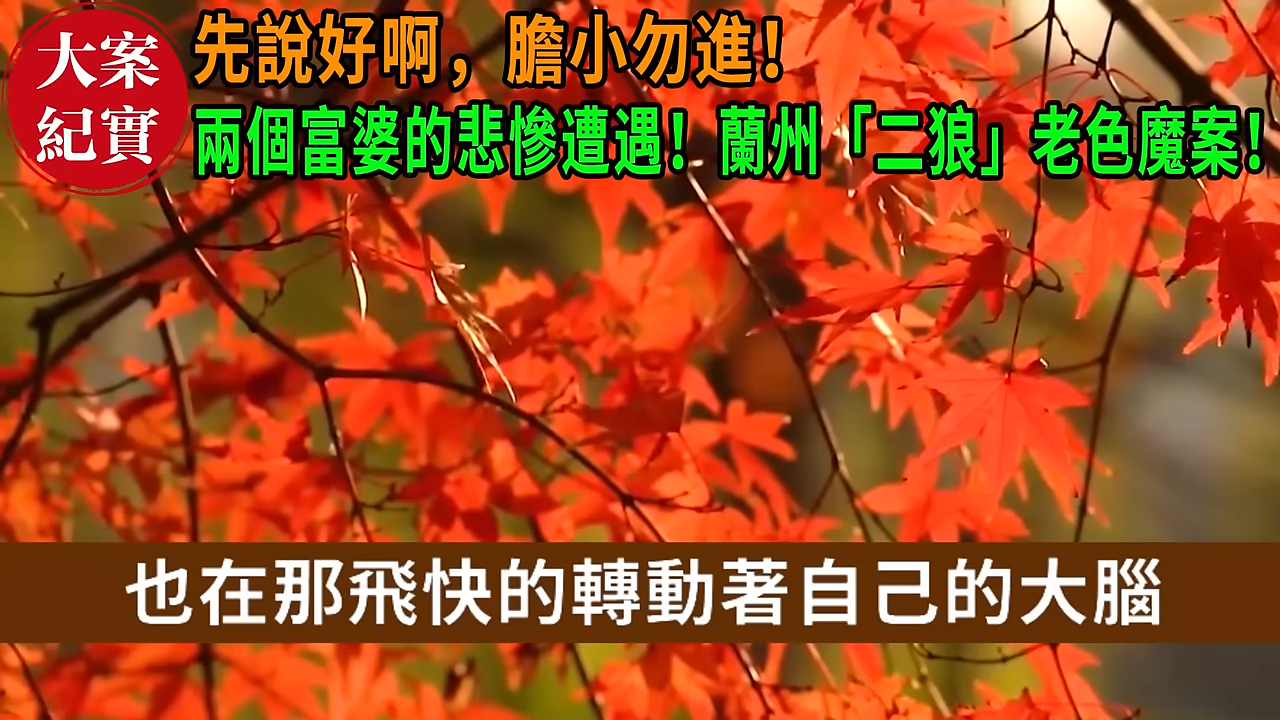 大案
紀實
先說好啊，膽小勿進！
兩個富婆的悲慘遭遇！蘭州「二狼」老色魔案！
也在那飛快的轉動著自己的大腦